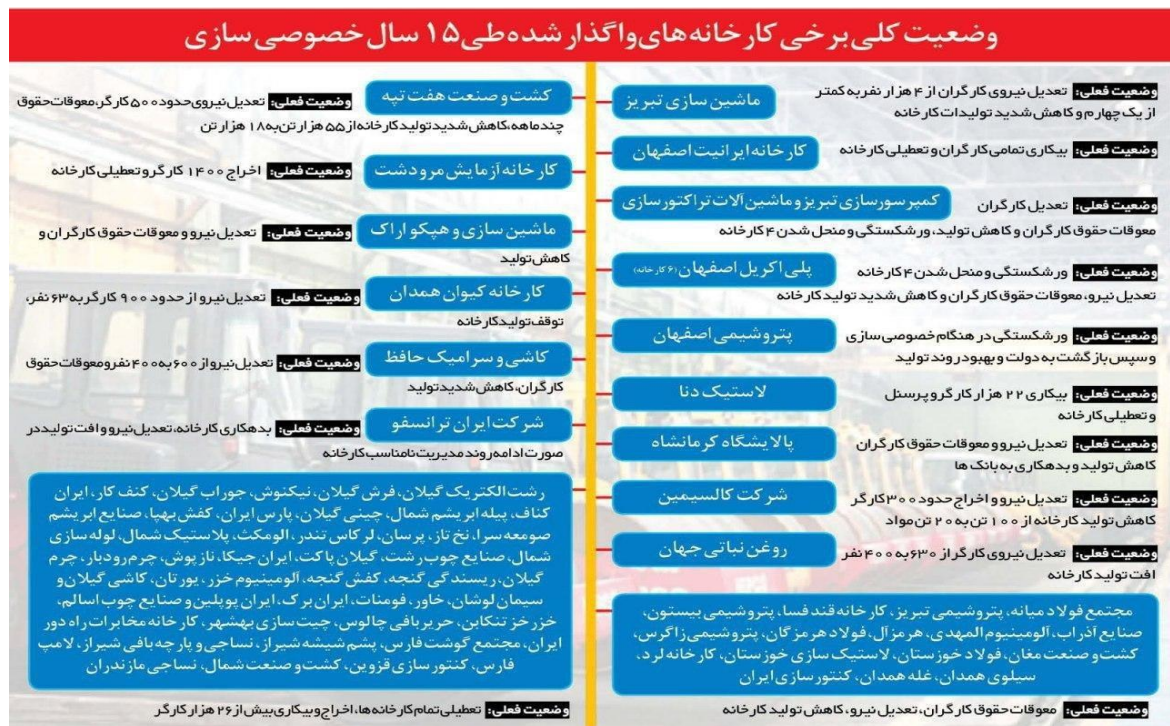 وضعیت کلی برخی کارخانه‌های واگذار شده طی ۱۵ سال خصوصی سازی
ماشین سازی تبریز
وضعیت فعلی: تعدیل نیروی کارگران از ۴ هزار نفر به کمتر
از یک چهارم و کاهش شدید تولیدات کارخانه
کارخانه ایرانیت اصفهان
وضعیت فعلی: بیکاری تمامی کارگران و تعطیلی کارخانه
کمپرسورسازی تبریز و ماشین آلات تراکتورسازی
وضعیت فعلی: تعدیل کارگران
معوقات حقوق کارگران و کاهش تولید، ورشکستگی و منحل شدن ۴ کارخانه
پلی اکریل اصفهان (۶ کارخانه)
وضعیت فعلی: ورشکستگی و منحل شدن ۴ کارخانه
تعدیل نیرو، معوقات حقوق کارگران و کاهش شدید تولید کارخانه
پتروشیمی اصفهان
وضعیت فعلی: ورشکستگی در هنگام خصوصی سازی
و سپس بازگشت به دولت و بهبود روند تولید
لاستیک دنا
وضعیت فعلی: بیکاری ۲۲ هزار کارگر و پرسنل
و تعطیلی کارخانه
پالایشگاه کرمانشاه
وضعیت فعلی: تعدیل نیرو و معوقات حقوق کارگران
کاهش تولید و بدهکاری به بانک ها
شرکت کالسیمین
وضعیت فعلی: تعدیل نیرو و اخراج حدود ۳۰۰ کارگر
کاهش تولید کارخانه از ۱۰۰ تن به ۲۰ تن مواد
روغن نباتی جهان
وضعیت فعلی: تعدیل نیروی کارگر از ۶۳۰ به ۴۰۰ نفر
افت تولید کارخانه
مجتمع فولاد میانه، پتروشیمی تبریز، کارخانه قند فسا، پتروشیمی بیستون،
صنایع آذرآب، آلومینیوم المهدی، هرمزآل، فولاد هرمزگان، پتروشیمی زاگرس،
کشت و صنعت مغان، فولاد خوزستان، لاستیک سازی خوزستان، کارخانه لرد،
سیلوی همدان، غله همدان، کنتورسازی ایران
وضعیت فعلی: معوقات حقوق کارگران، تعدیل نیرو، کاهش تولید کارخانه
کشت و صنعت هفت تپه
وضعیت فعلی: تعدیل نیروی حدود ۵۰۰ کارگر، معوقات حقوق
چندماهه، کاهش شدید تولید کارخانه از ۵۵ هزار تن به ۱۸ هزار تن
کارخانه آزمایش مرودشت
وضعیت فعلی: اخراج ۱۴۰۰ کارگر و تعطیلی کارخانه
ماشین سازی و هپکو اراک
وضعیت فعلی: تعدیل نیرو و معوقات حقوق کارگران و
کاهش تولید
کارخانه کیوان همدان
وضعیت فعلی: تعدیل نیرو از حدود ۹۰۰ کارگر به ۶۳ نفر،
توقف تولید کارخانه
کاشی و سرامیک حافظ
وضعیت فعلی: تعدیل نیرو از ۶۰۰ به ۴۰۰ نفر و معوقات حقوق
کارگران، کاهش شدید تولید
شرکت ایران ترانسفو
وضعیت فعلی: بدهکاری کارخانه، تعدیل نیرو و افت تولید در
صورت ادامه روند مدیریت نامناسب کارخانه
رشت الکتریک گیلان، فرش گیلان، نیکنوش، جوراب گیلان، کنف کار، ایران
کناف، پیله ابریشم شمال، چینی گیلان، پارس ایران، کفش بهپا، صنایع ابریشم
صومعه سرا، نخ تاز، پرسان، لرکاس تندر، الومکث، پلاستیک شمال، لوله سازی
شمال، صنایع چوب رشت، گیلان پاکت، ایران جیکا، نازپوش، چرم رودبار، چرم
گیلان، ریسندگی گنجه، کفش گنجه، آلومینیوم خزر، پورتان، کاشی گیلان و
سیمان لوشان، خاور، فومنات، ایران برک، ایران پوپلین و صنایع چوب اسالم،
خزر خز تنکابن، حریربافی چالوس، چیت سازی بهشهر، کارخانه مخابرات راه دور
ایران، مجتمع گوشت فارس، پشم شیشه شیراز، نساجی و پارچه بافی شیراز، لامپ
فارس، کنتورسازی قزوین، کشت و صنعت شمال، نساجی مازندران
وضعیت فعلی: تعطیلی تمام کارخانه ها، اخراج و بیکاری بیش از ۲۶ هزار کارگر